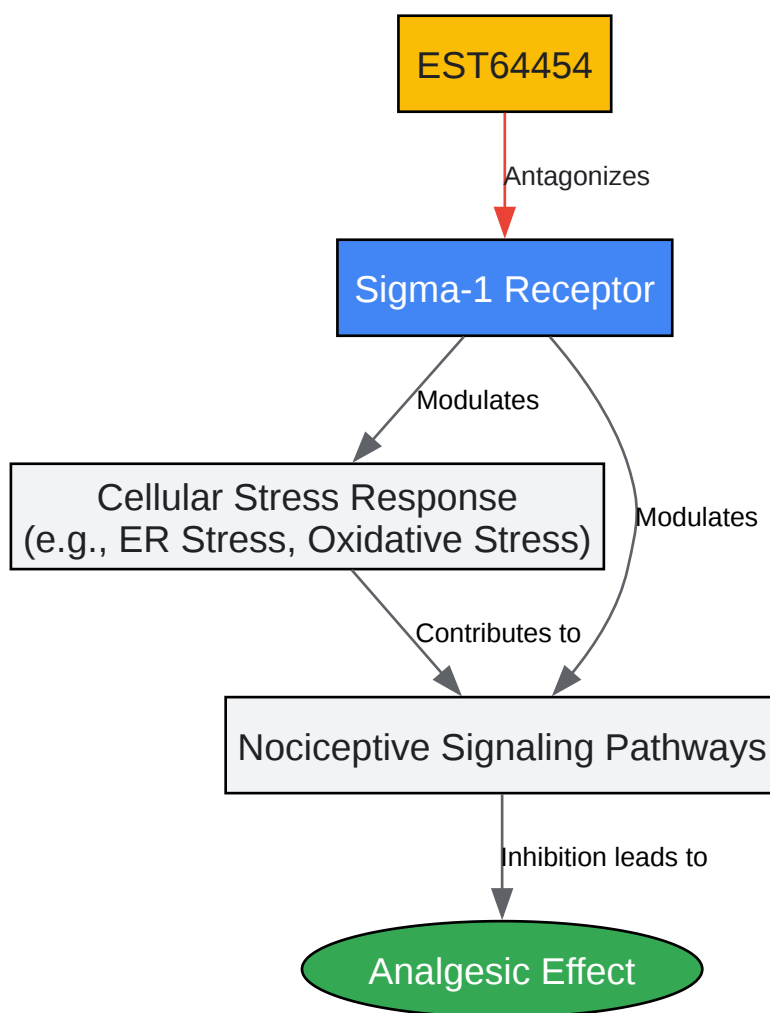 EST64454
Antagonizes
Sigma-1 Receptor
Modulates
Cellular Stress Response
(e.g., ER Stress, Oxidative Stress)
Modulates
Contributes to
Nociceptive Signaling Pathways
Inhibition leads to
Analgesic Effect